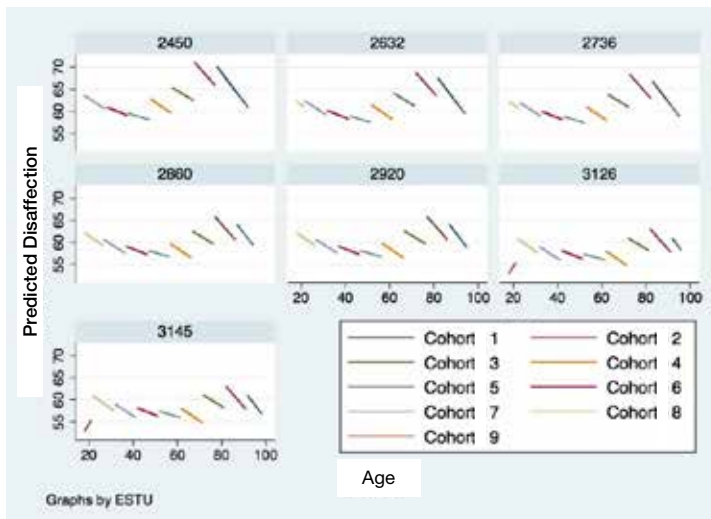 2450 2632 2736
70
65
60
55
2860 2920 3126
70
65
60
55
20 40 60 80 100 20 40 60 80 100
3145
70
65
60
55
20 40 60 80 100
Predicted Disaffection
Cohort 1 Cohort 2
Cohort 3 Cohort 4
Cohort 5 Cohort 6
Cohort 7 Cohort 8
Cohort 9
Age
Graphs by ESTU